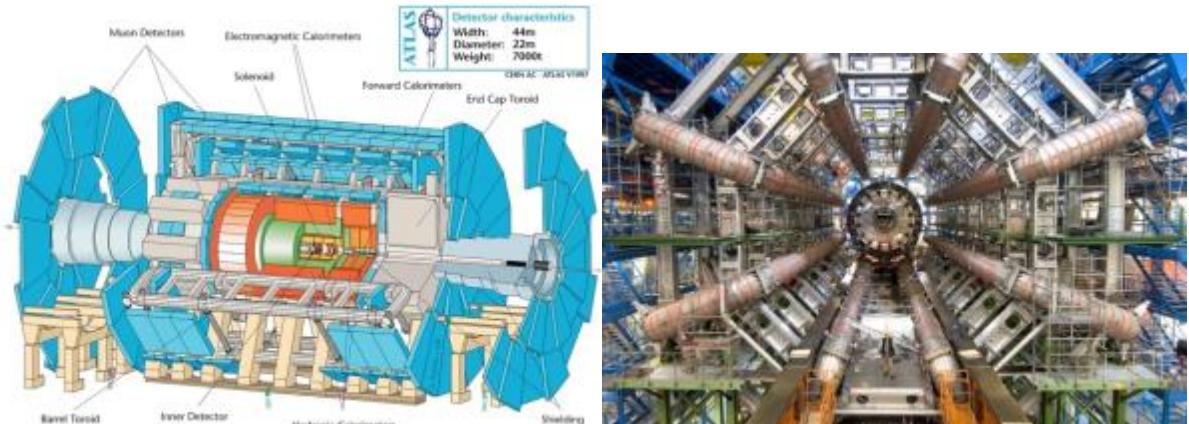 ATLAS
Detector characteristics
Width: 44m
Diameter: 22m
Weight: 7000t
CERN AC - ATLAS V1997
Muon Detectors
Electromagnetic Calorimeters
Solenoid
Forward Calorimeters
End Cap Toroid
Barrel Toroid
Inner Detector
Shielding